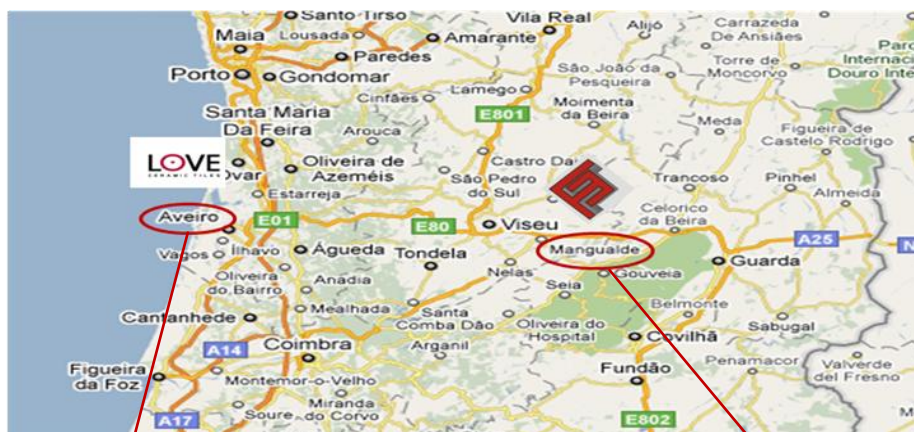 Santo Tirso
Vila Real
Maia
Lousada
Amarante
Alijó
Carrazeda
De Ansiães
Paredes
Porto
Gondomar
São João da
Pesqueira
Torre de
Moncorvo
Internacional
Douro Inte
Lamego
Cinfães
Moimenta
da Beira
Santa Maria
Da Feira
E801
Meda
Figueira de
Castelo Rodrigo
Arouca
LOVE
CERAMIC TILES
Ovar
Oliveira de
Azeméis
Castro Da
São Pedro
do Sul
Trancoso
Pinhel
Almeida
Estarreja
Aveiro
E01
E80
Viseu
Celorico
da Beira
A25
N
Vagos
Ílhavo
Águeda
Tondela
Mangualde
Guarda
Oliveira
do Bairro
Anadia
Nelas
Seia
Gouveia
Mealhada
Belmonte
Cantanhede
Santa
Comba Dão
Oliveira do
Hospital
Sabugal
A14
Coimbra
Arganil
Covilhã
Figueira
da Foz
Montemor-o-Velho
Fundão
Penamacor
Valverde
del Fresno
Miranda
do Corvo
Soure
A17
E802